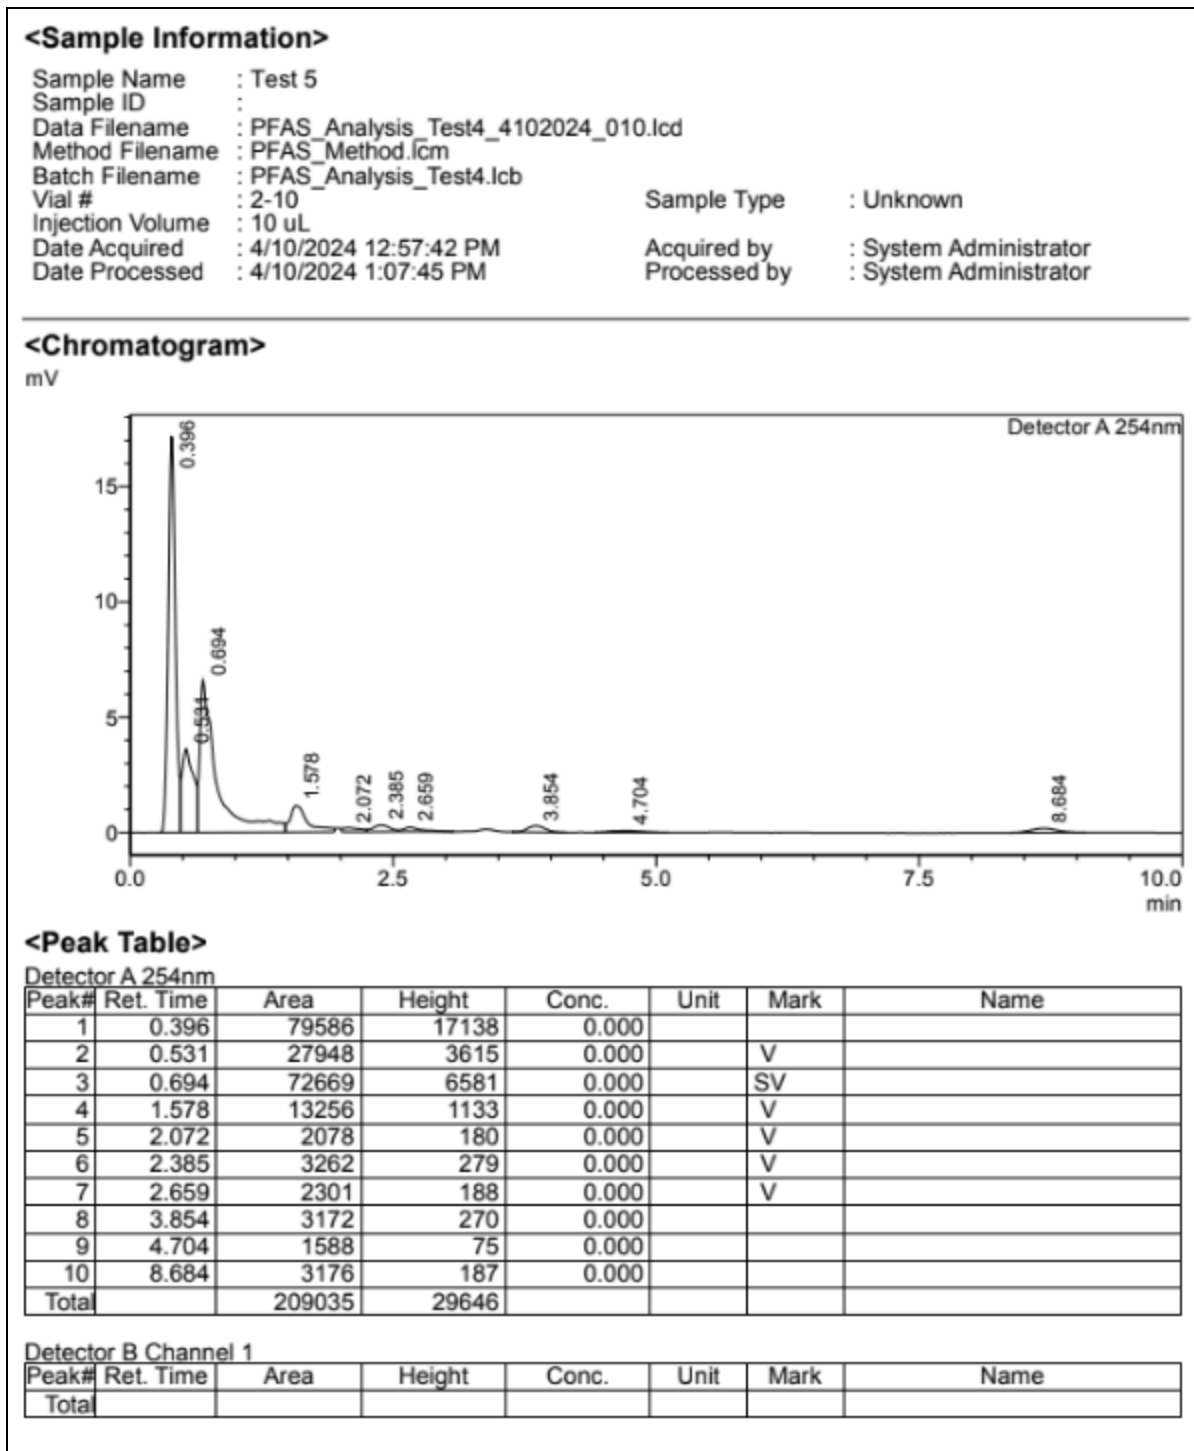 <Sample Information>
Sample Name : Test 5
Sample ID :
Data Filename : PFAS_Analysis_Test4_4102024_010.lcd
Method Filename : PFAS_Method.lcm
Batch Filename : PFAS_Analysis_Test4.lcb
Vial # : 2-10 Sample Type : Unknown
Injection Volume : 10 uL
Date Acquired : 4/10/2024 12:57:42 PM Acquired by : System Administrator
Date Processed : 4/10/2024 1:07:45 PM Processed by : System Administrator
<Chromatogram>
mV
Detector A 254nm
15
10
5
0
0.396
0.531
0.694
1.578
2.072
2.385
2.659
3.854
4.704
8.684
0.0 2.5 5.0 7.5 10.0
min
<Peak Table>
Detector A 254nm
Peak# Ret. Time Area Height Conc. Unit Mark Name
1 0.396 79586 17138 0.000
2 0.531 27948 3615 0.000 V
3 0.694 72669 6581 0.000 SV
4 1.578 13256 1133 0.000 V
5 2.072 2078 180 0.000 V
6 2.385 3262 279 0.000 V
7 2.659 2301 188 0.000 V
8 3.854 3172 270 0.000
9 4.704 1588 75 0.000
10 8.684 3176 187 0.000
Total 209035 29646
Detector B Channel 1
Peak# Ret. Time Area Height Conc. Unit Mark Name
Total